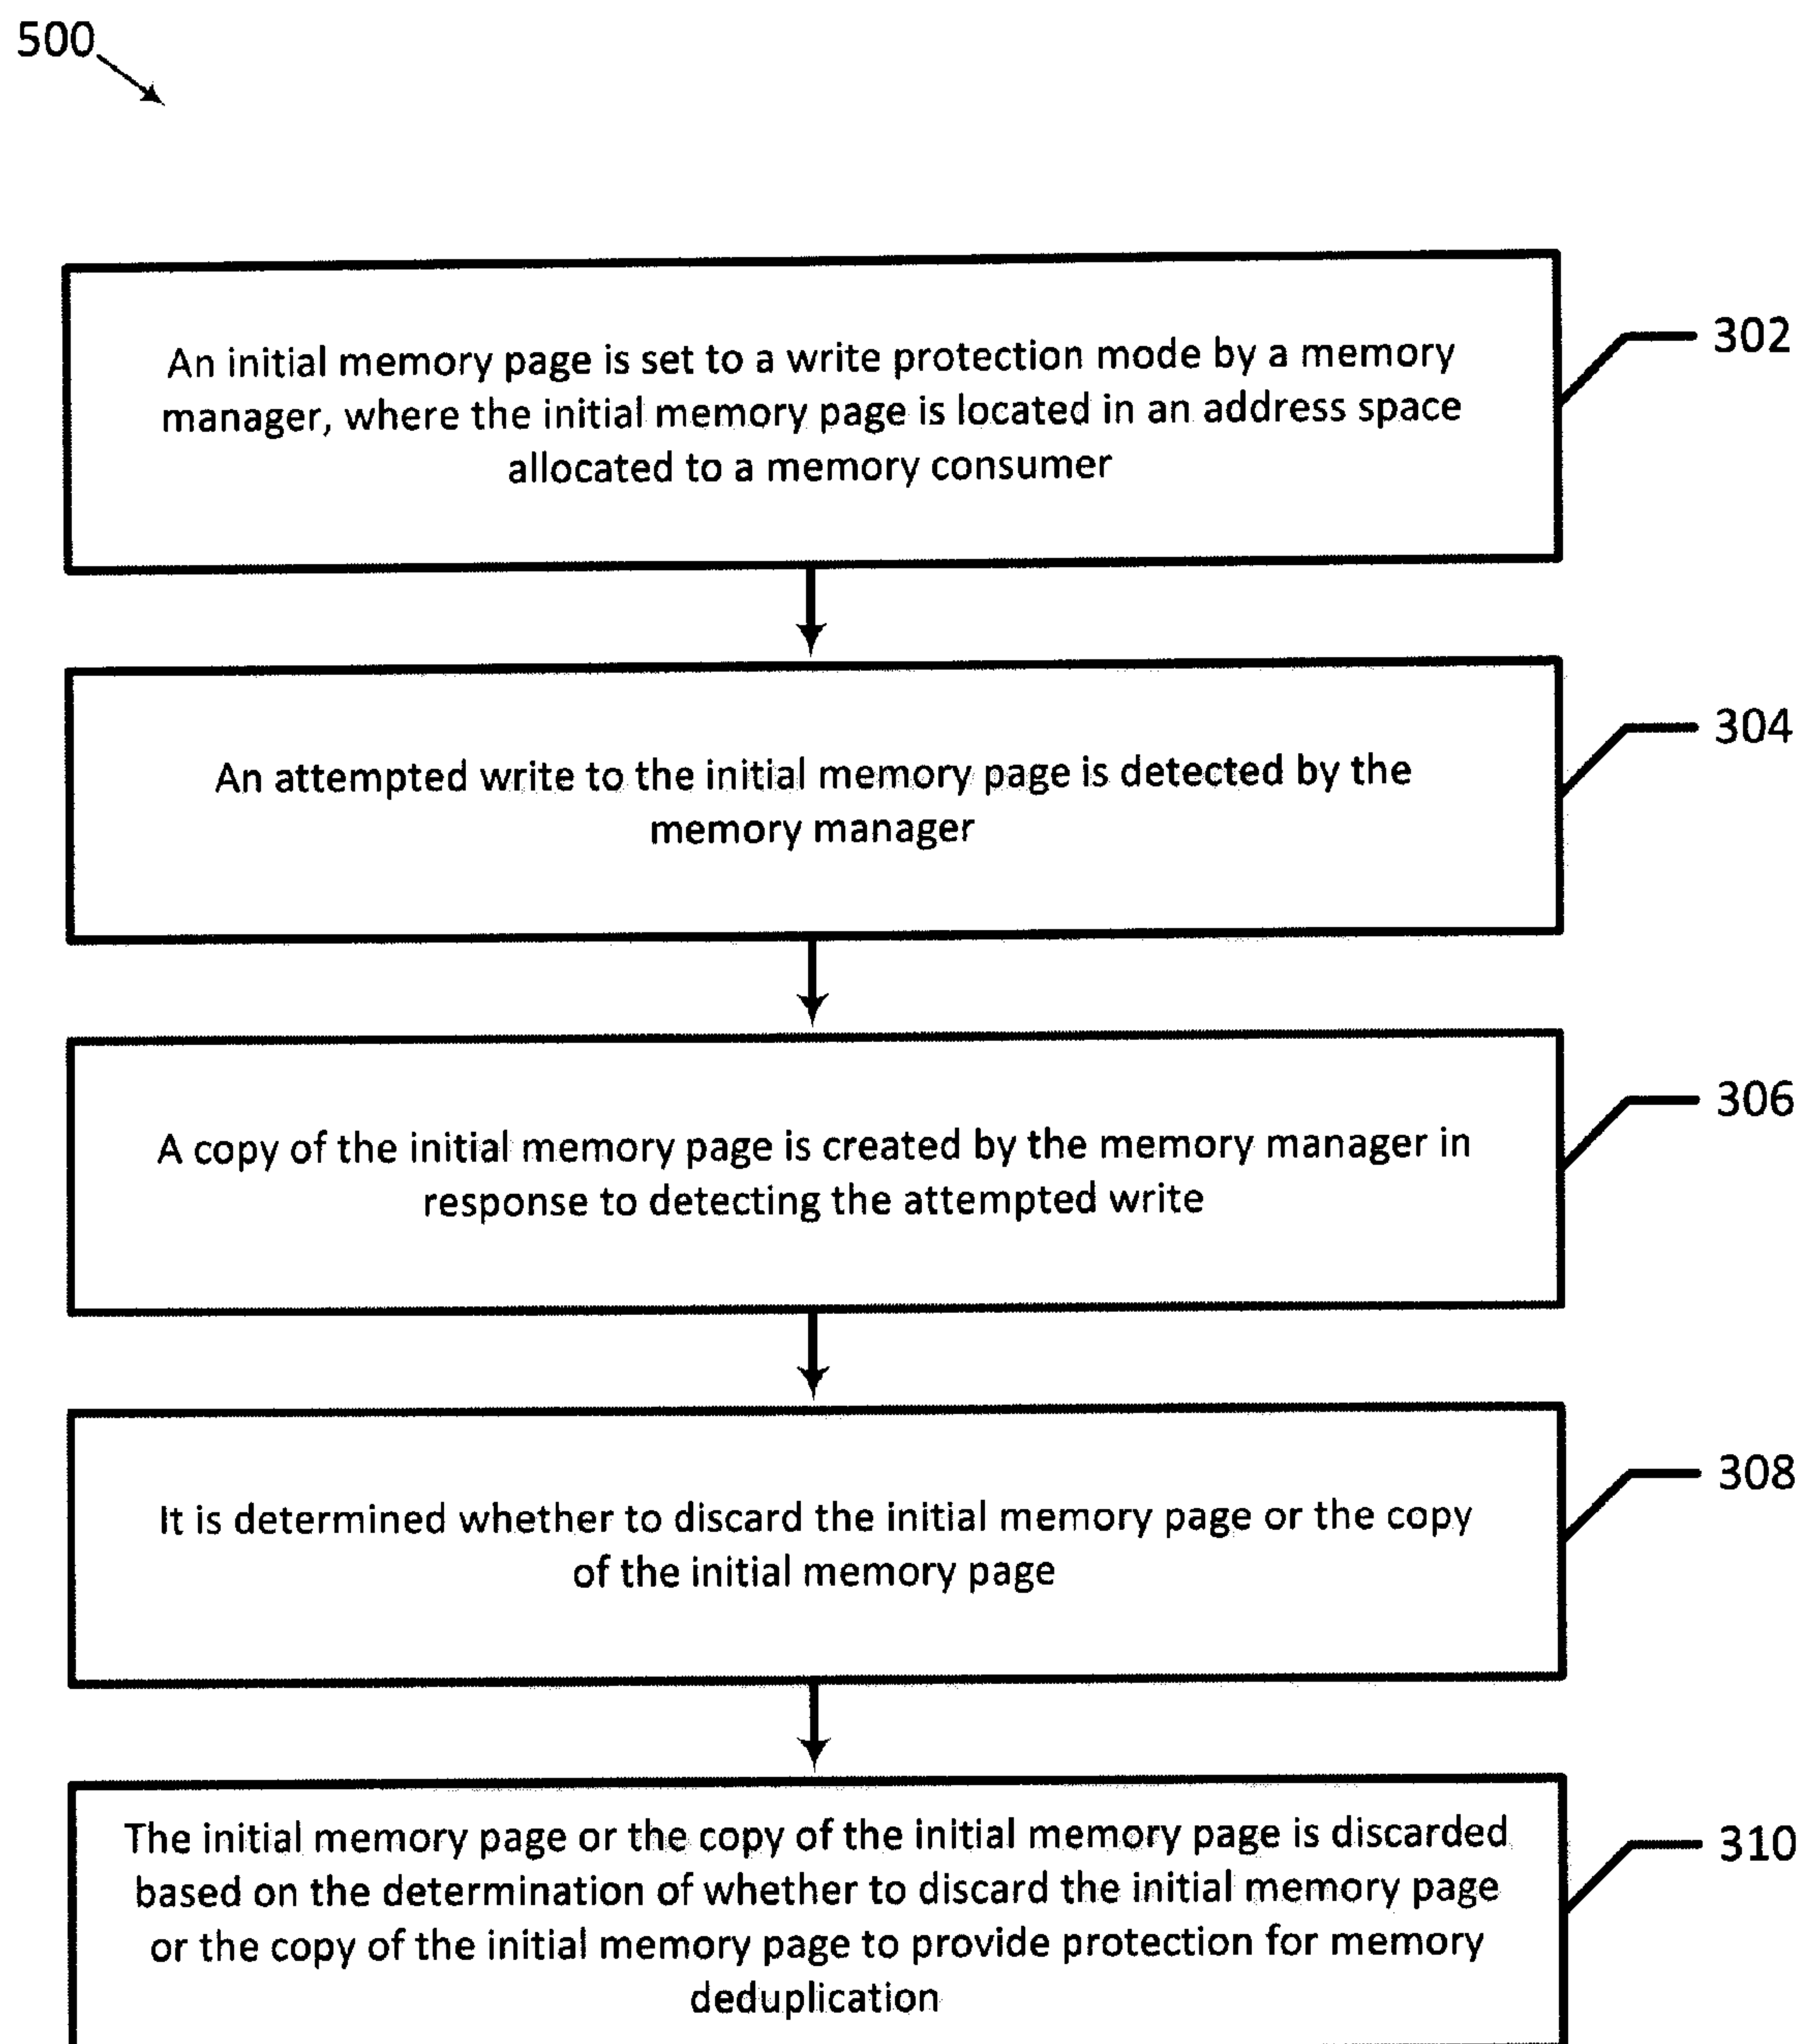 500
An initial memory page is set to a write protection mode by a memory
manager, where the initial memory page is located in an address space
allocated to a memory consumer
302
An attempted write to the initial memory page is detected by the
memory manager
304
A copy of the initial memory page is created by the memory manager in
response to detecting the attempted write
306
It is determined whether to discard the initial memory page or the copy
of the initial memory page
308
The initial memory page or the copy of the initial memory page is discarded
based on the determination of whether to discard the initial memory page
or the copy of the initial memory page to provide protection for memory
deduplication
310